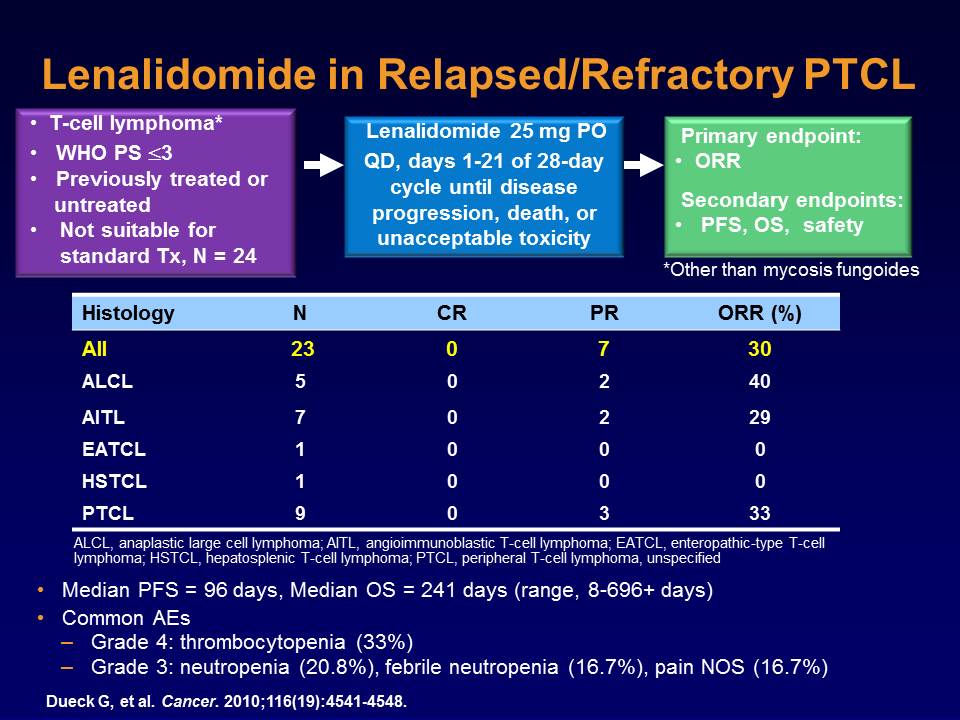 Lenalidomide in Relapsed/Refractory PTCL
• T-cell lymphoma*
• WHO PS ≤3
• Previously treated or
untreated
• Not suitable for
standard Tx, N = 24
Lenalidomide 25 mg PO
QD, days 1-21 of 28-day
cycle until disease
progression, death, or
unacceptable toxicity
Primary endpoint:
• ORR
Secondary endpoints:
• PFS, OS, safety
*Other than mycosis fungoides
Histology N CR PR ORR (%)
All 23 0 7 30
ALCL 5 0 2 40
AITL 7 0 2 29
EATCL 1 0 0 0
HSTCL 1 0 0 0
PTCL 9 0 3 33
ALCL, anaplastic large cell lymphoma; AITL, angioimmunoblastic T-cell lymphoma; EATCL, enteropathic-type T-cell
lymphoma; HSTCL, hepatosplenic T-cell lymphoma; PTCL, peripheral T-cell lymphoma, unspecified
• Median PFS = 96 days, Median OS = 241 days (range, 8-696+ days)
• Common AEs
– Grade 4: thrombocytopenia (33%)
– Grade 3: neutropenia (20.8%), febrile neutropenia (16.7%), pain NOS (16.7%)
Dueck G, et al. Cancer. 2010;116(19):4541-4548.